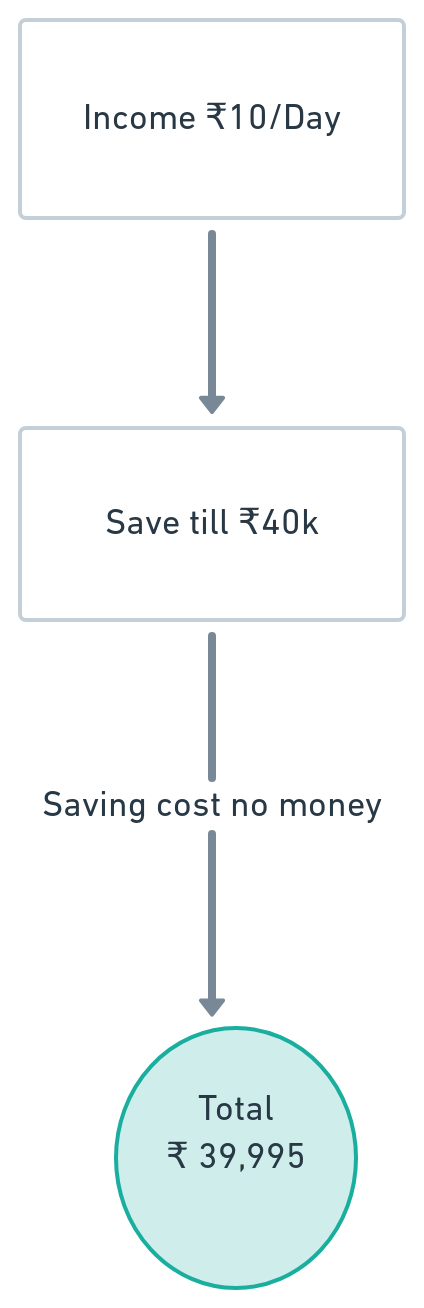 Income ₹10/Day
Save till ₹40k
Saving cost no money
Total
₹ 39,995